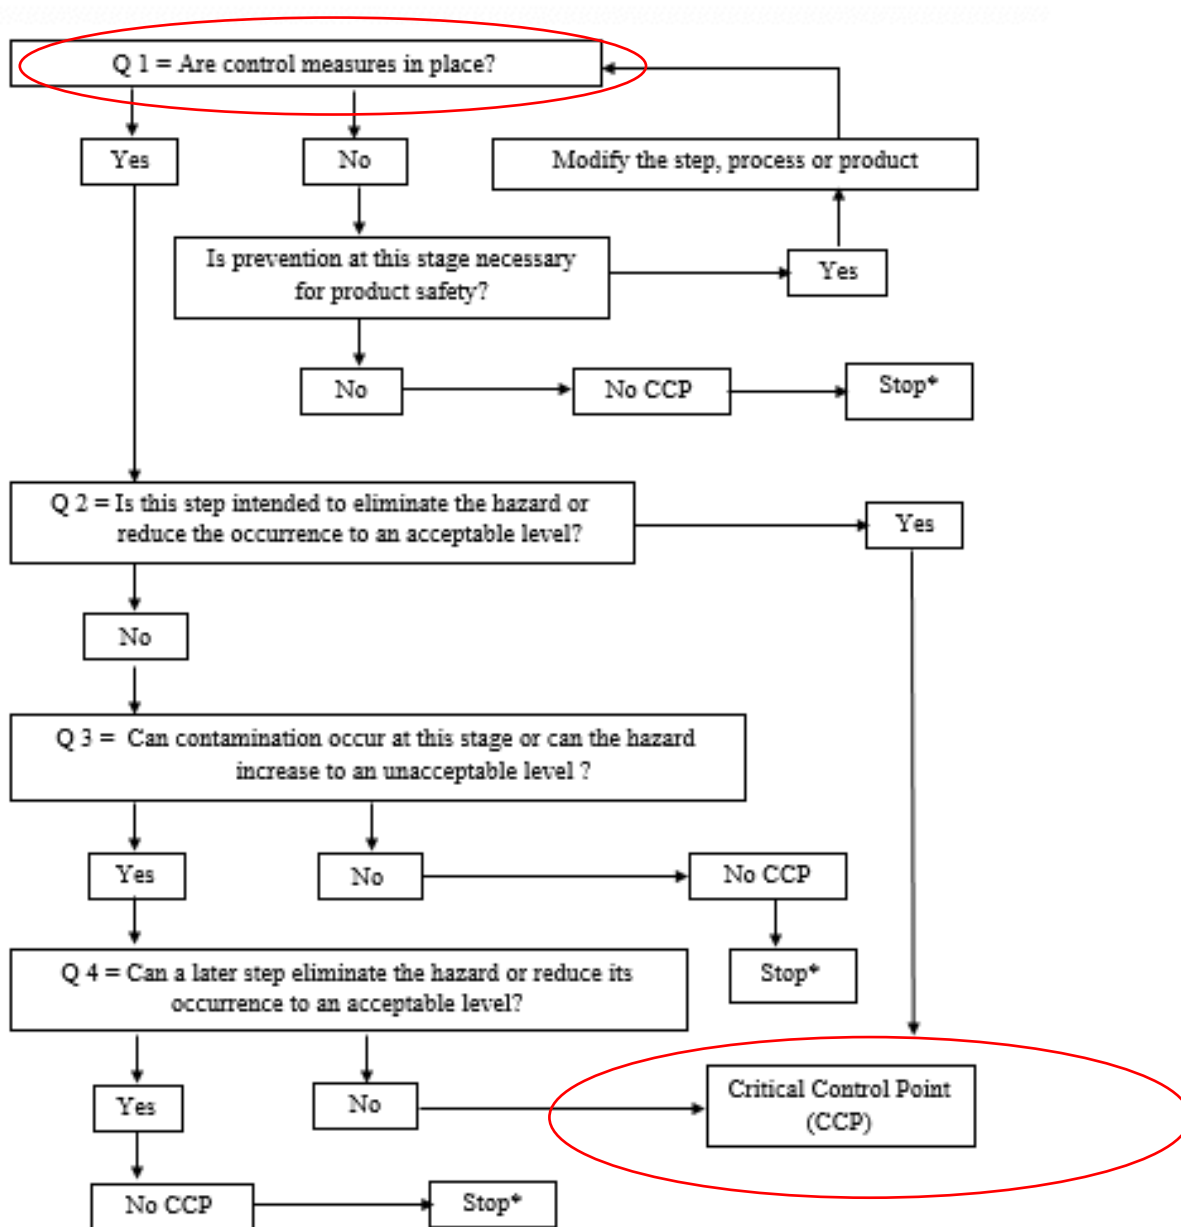 Q 1 = Are control measures in place?
Yes
No
Modify the step, process or product
Is prevention at this stage necessary
for product safety?
Yes
No
No CCP
Stop*
Q 2 = Is this step intended to eliminate the hazard or
reduce the occurrence to an acceptable level?
Yes
No
Q 3 = Can contamination occur at this stage or can the hazard
increase to an unacceptable level ?
Yes
No
No CCP
Stop*
Q 4 = Can a later step eliminate the hazard or reduce its
occurrence to an acceptable level?
Yes
No
Critical Control Point
(CCP)
No CCP
Stop*